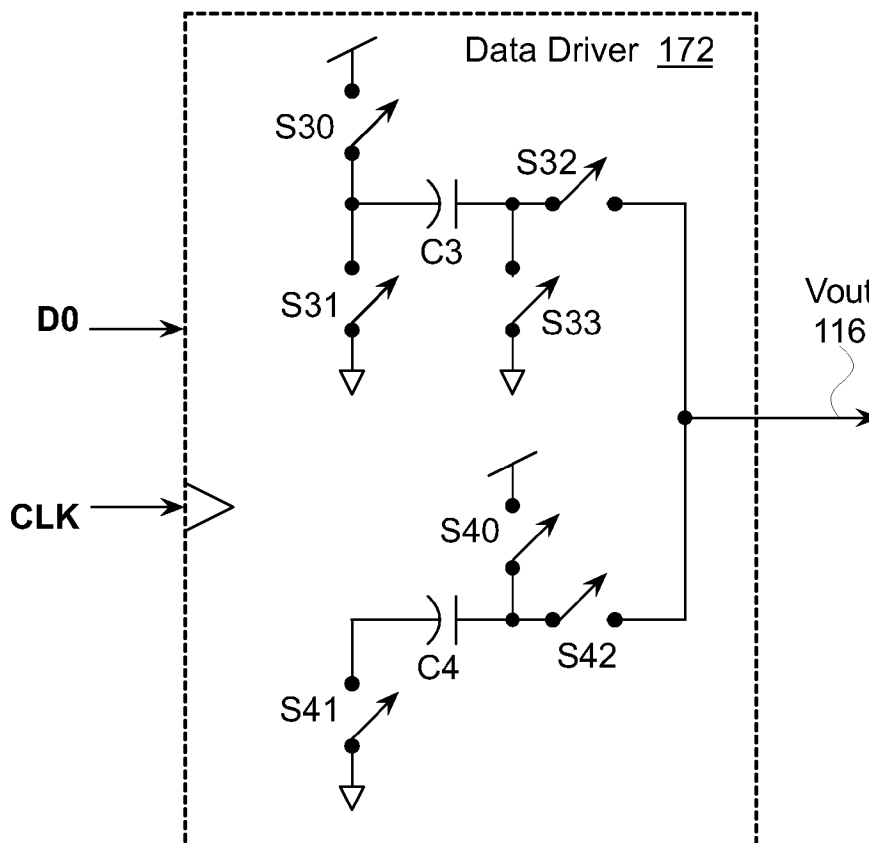 Data Driver 172
S30
S32
C3
S31
S33
D0
Vout
116
CLK
S40
S42
C4
S41